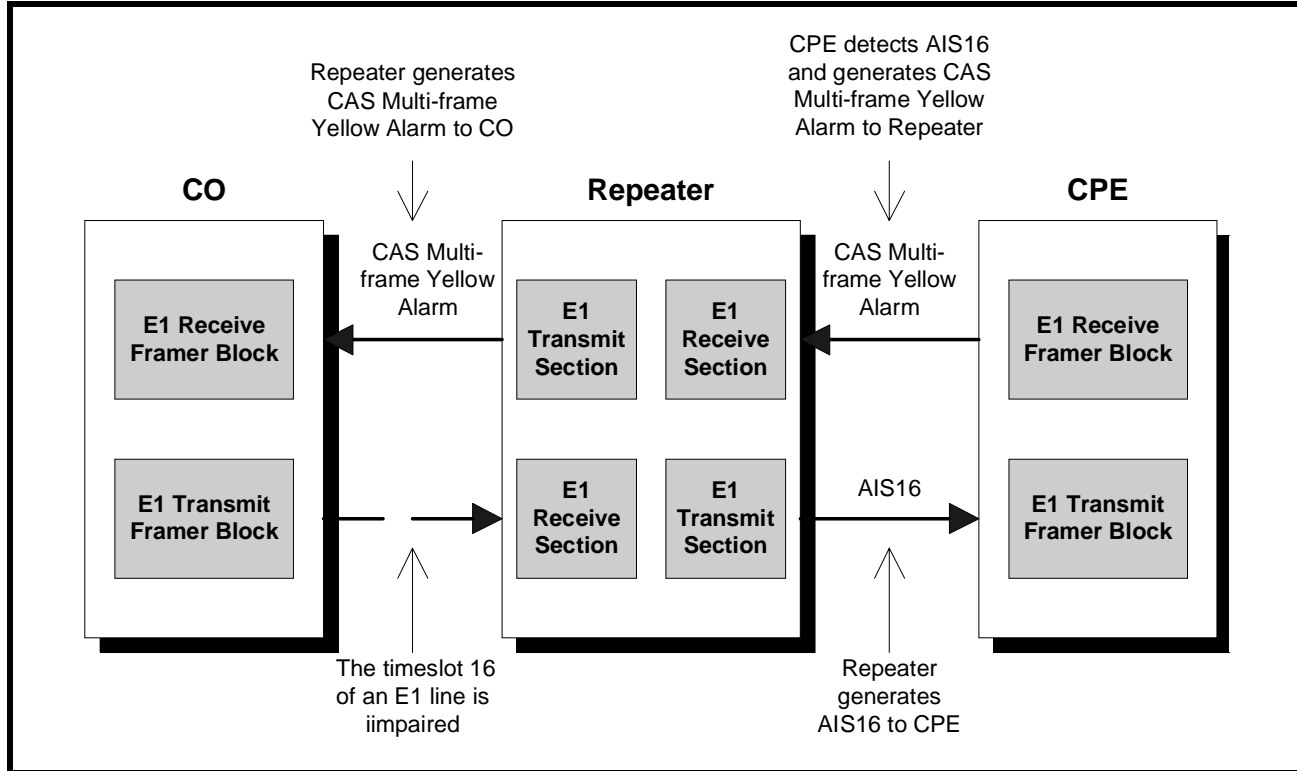 Repeater generates
CAS Multi-frame
Yellow Alarm to CO
CPE detects AIS16
and generates CAS
Multi-frame Yellow
Alarm to Repeater
CO
Repeater
CPE
CAS Multi-
frame Yellow
Alarm
CAS Multi-
frame Yellow
Alarm
E1 Receive
Framer Block
E1
Transmit
Section
E1
Receive
Section
E1 Receive
Framer Block
E1 Transmit
Framer Block
E1
Receive
Section
E1
Transmit
Section
AIS16
E1 Transmit
Framer Block
The timeslot 16
of an E1 line is
iimpaired
Repeater
generates
AIS16 to CPE